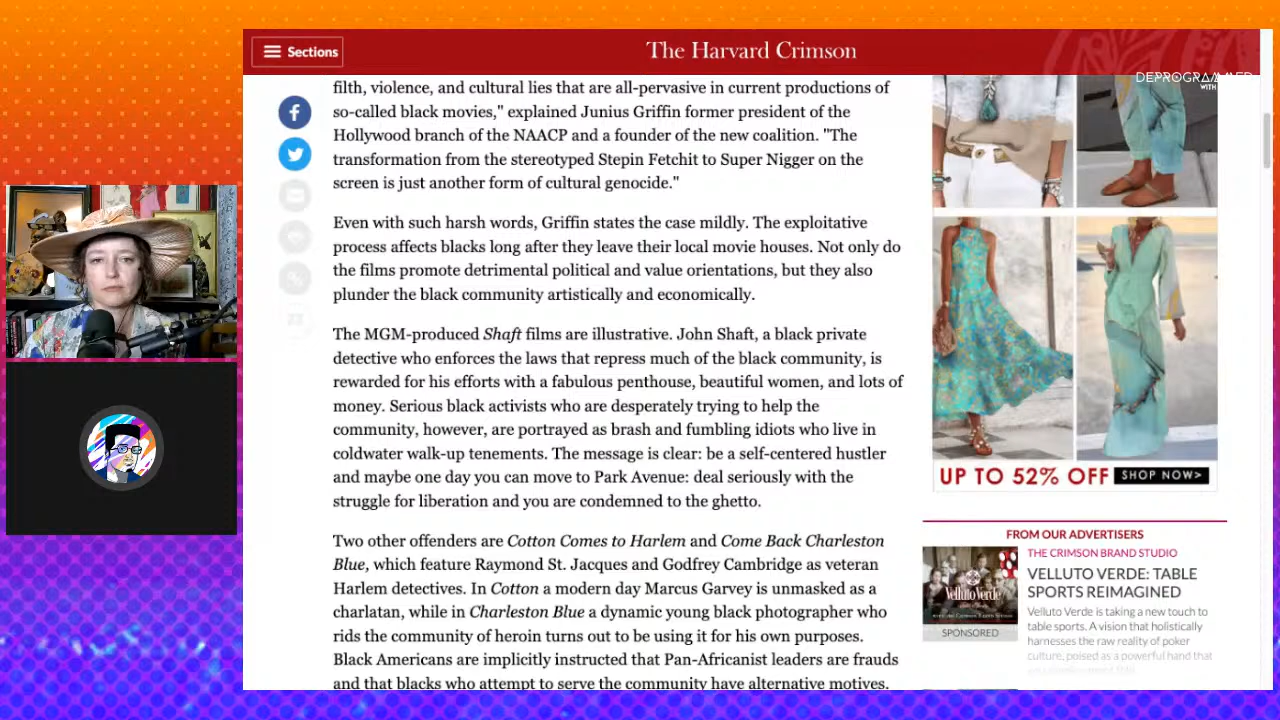 Sections
The Harvard Crimson
DEPROGRAMMED
WITH
filth, violence, and cultural lies that are all-pervasive in current productions of
so-called black movies," explained Junius Griffin former president of the
Hollywood branch of the NAACP and a founder of the new coalition. "The
transformation from the stereotyped Stepin Fetchit to Super Nigger on the
screen is just another form of cultural genocide."
Even with such harsh words, Griffin states the case mildly. The exploitative
process affects blacks long after they leave their local movie houses. Not only do
the films promote detrimental political and value orientations, but they also
plunder the black community artistically and economically.
The MGM-produced Shaft films are illustrative. John Shaft, a black private
detective who enforces the laws that repress much of the black community, is
rewarded for his efforts with a fabulous penthouse, beautiful women, and lots of
money. Serious black activists who are desperately trying to help the
community, however, are portrayed as brash and fumbling idiots who live in
coldwater walk-up tenements. The message is clear: be a self-centered hustler
and maybe one day you can move to Park Avenue: deal seriously with the
struggle for liberation and you are condemned to the ghetto.
Two other offenders are Cotton Comes to Harlem and Come Back Charleston
Blue, which feature Raymond St. Jacques and Godfrey Cambridge as veteran
Harlem detectives. In Cotton a modern day Marcus Garvey is unmasked as a
charlatan, while in Charleston Blue a dynamic young black photographer who
rids the community of heroin turns out to be using it for his own purposes.
Black Americans are implicitly instructed that Pan-Africanist leaders are frauds
and that blacks who attempt to serve the community have alternative motives.
UP TO 52% OFF SHOP NOW>
FROM OUR ADVERTISERS
THE CRIMSON BRAND STUDIO
VELLUTO VERDE: TABLE
SPORTS REIMAGINED
Velluto Verde
SPONSORED
Velluto Verde is taking a new touch to
table sports. A vision that holistically
harnesses the raw reality of poker
culture, poised as a powerful hand that